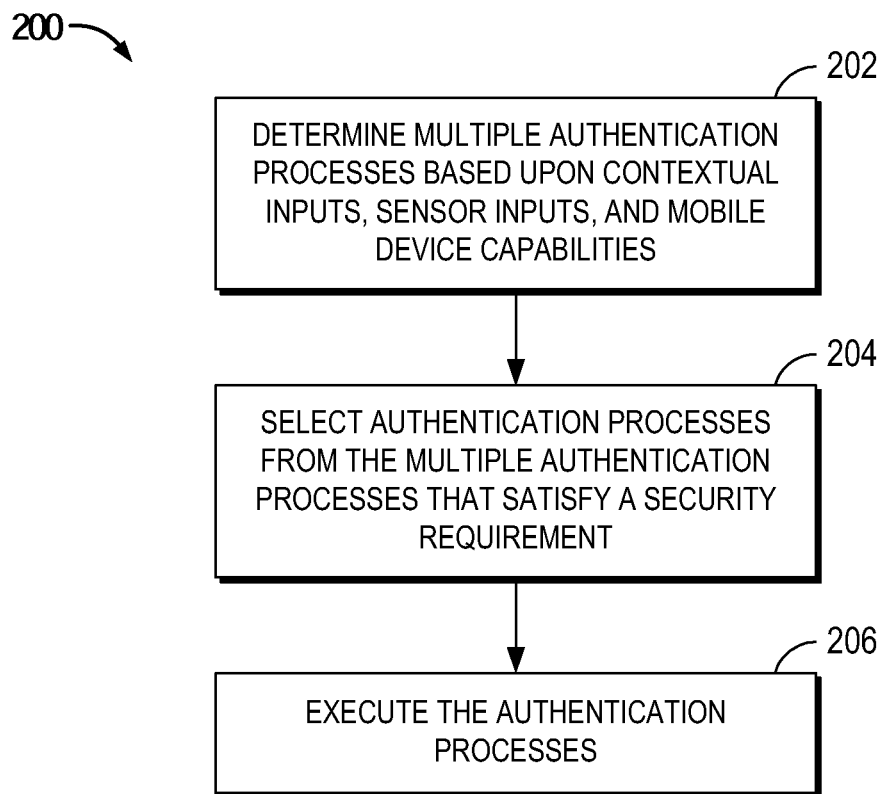 200
202
DETERMINE MULTIPLE AUTHENTICATION
PROCESSES BASED UPON CONTEXTUAL
INPUTS, SENSOR INPUTS, AND MOBILE
DEVICE CAPABILITIES
204
SELECT AUTHENTICATION PROCESSES
FROM THE MULTIPLE AUTHENTICATION
PROCESSES THAT SATISFY A SECURITY
REQUIREMENT
206
EXECUTE THE AUTHENTICATION
PROCESSES